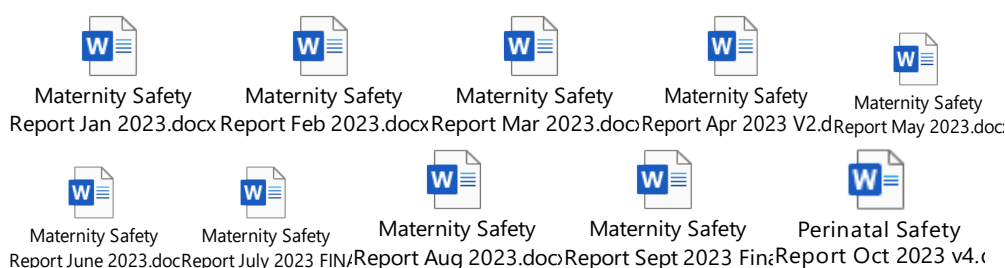 Maternity Safety Report Jan 2023.docx
Maternity Safety Report Feb 2023.docx
Maternity Safety Report Mar 2023.doc
Maternity Safety Report Apr 2023 V2.d
Maternity Safety Report May 2023.doc
Maternity Safety Report June 2023.doc
Maternity Safety Report July 2023 FINA
Maternity Safety Report Aug 2023.doc
Maternity Safety Report Sept 2023 Fina
Perinatal Safety Report Oct 2023 v4.